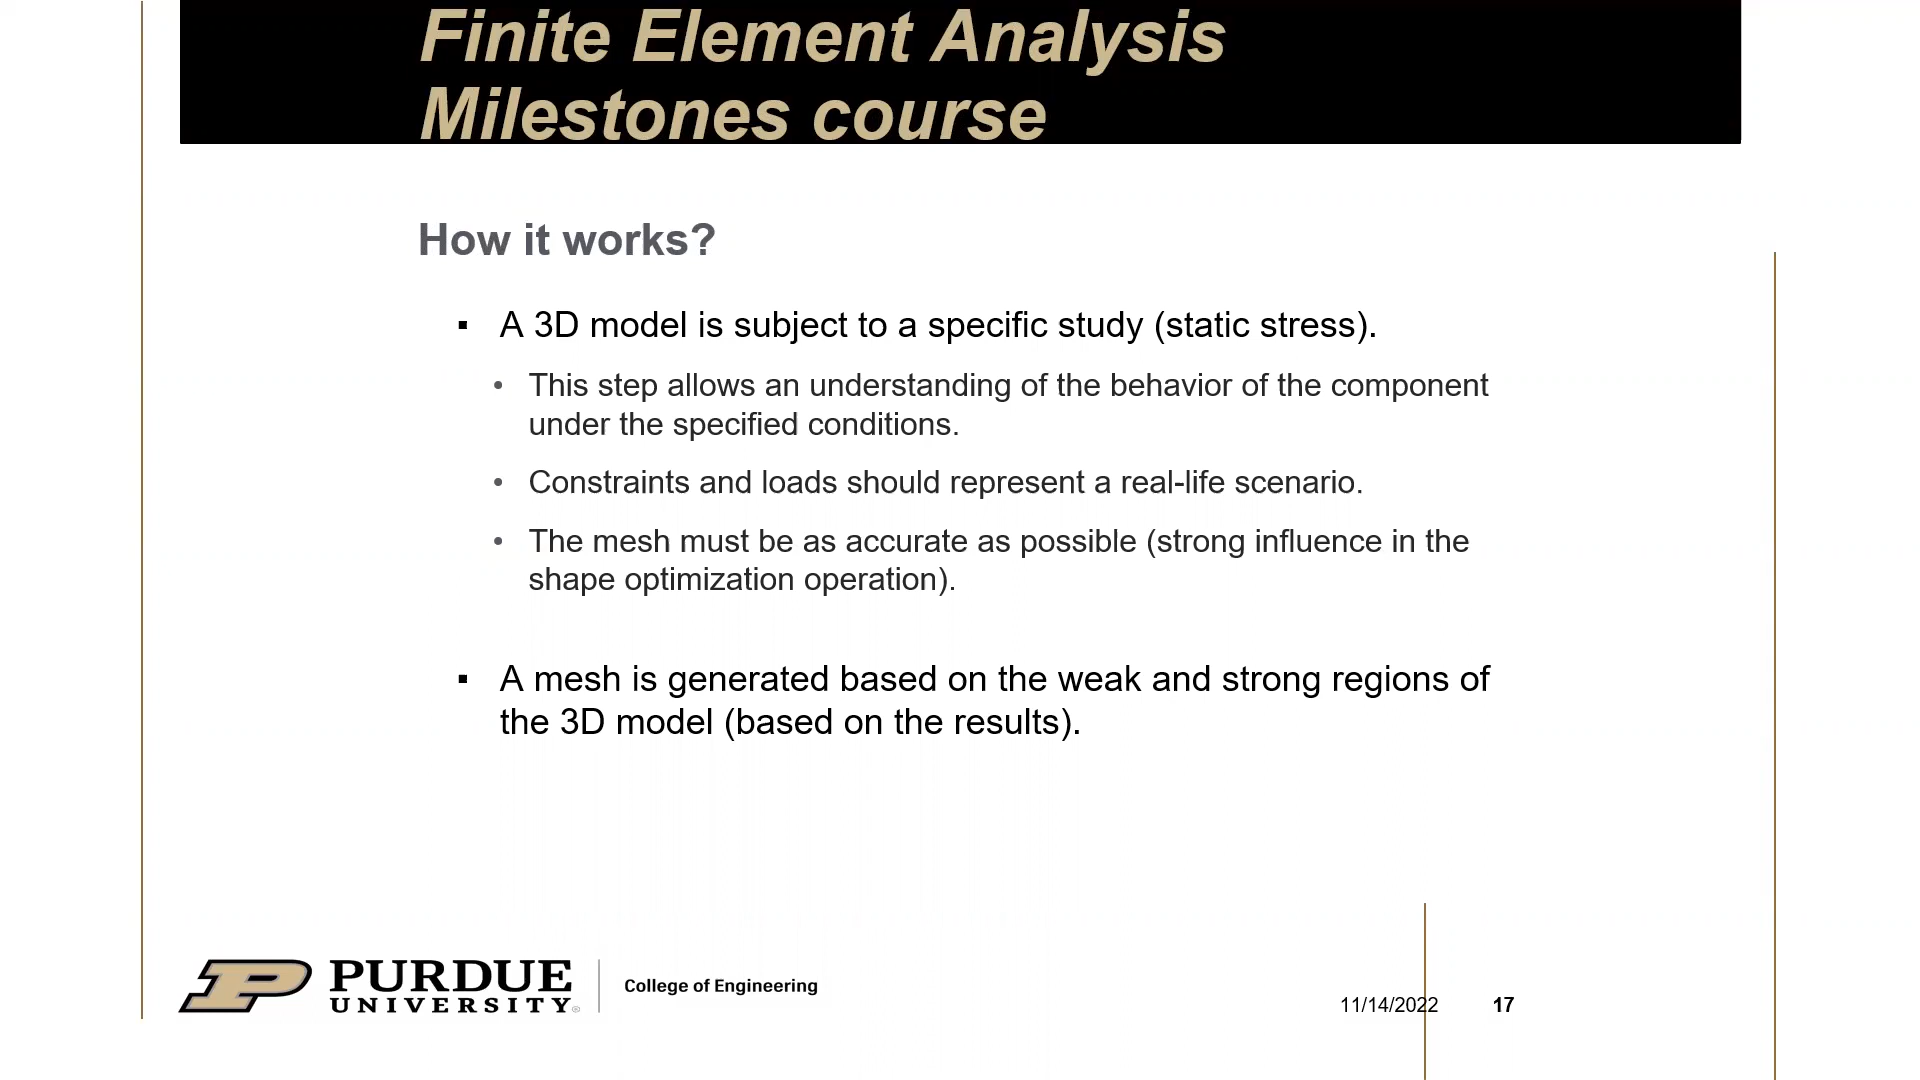 Finite Element Analysis
Milestones course
How it works?
▪ A 3D model is subject to a specific study (static stress).
• This step allows an understanding of the behavior of the component
under the specified conditions.
• Constraints and loads should represent a real-life scenario.
• The mesh must be as accurate as possible (strong influence in the
shape optimization operation).
▪ A mesh is generated based on the weak and strong regions of
the 3D model (based on the results).
PURDUE
UNIVERSITY®
College of Engineering
11/14/2022
17